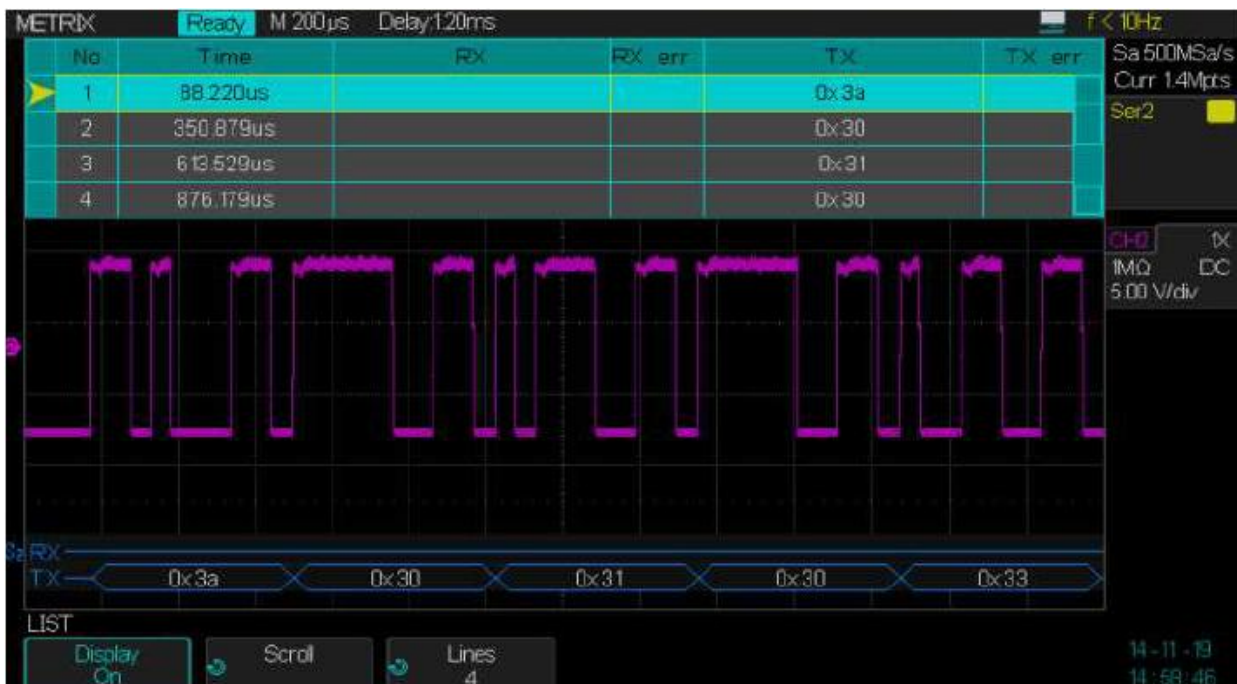 METRIX Ready M 200µs Delay:1.20ms f < 10Hz
Sa 500MSa/s
Curr 1.4Mpts
No Time RX RX err TX TX err
1 88.220us 0x3a
2 350.879us 0x30
3 613.529us 0x31
4 876.179us 0x30
Ser2
CH2 1X
1MΩ DC
5.00 V/div
RX
TX 0x3a 0x30 0x31 0x30 0x33
LIST
Display On
Scroll
Lines 4
14-11-19
14:58:46